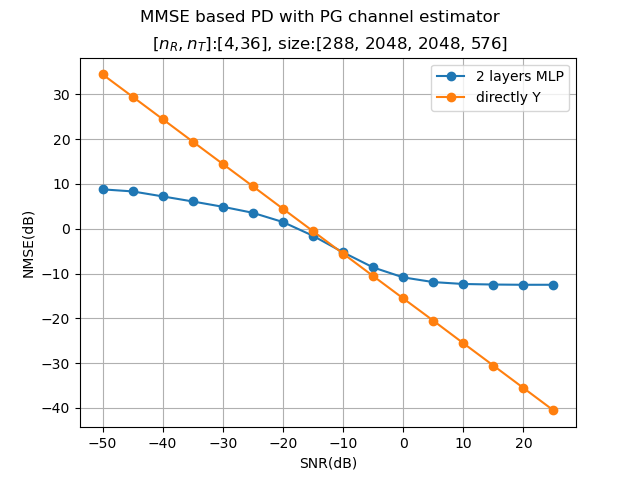 MMSE based PD with PG channel estimator
[n_R, n_T]:[4,36], size:[288, 2048, 2048, 576]
2 layers MLP
directly Y
NMSE(dB)
30
20
10
0
−10
−20
−30
−40
−50
−40
−30
−20
−10
0
10
20
SNR(dB)